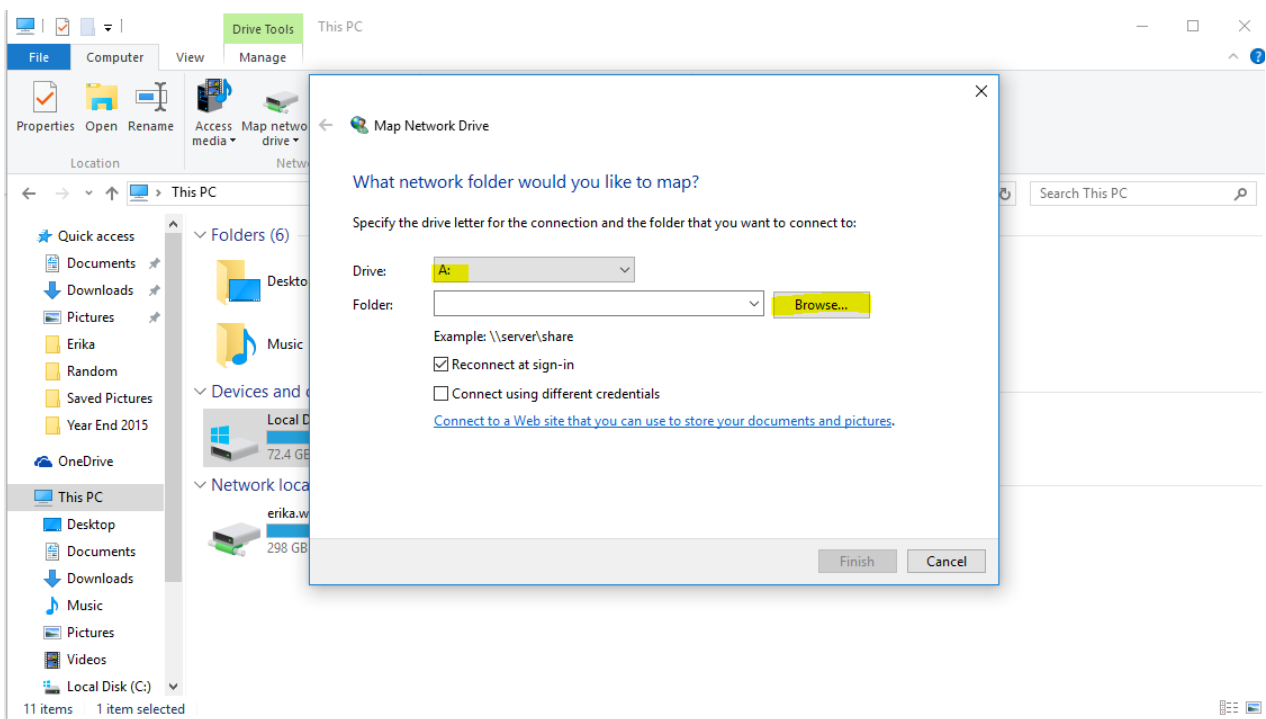 Drive Tools This PC
File Computer View Manage
Properties Open Rename Access media Map netwo drive
Location Netw
This PC Search This PC
Quick access
Documents
Downloads
Pictures
Erika
Random
Saved Pictures
Year End 2015
OneDrive
This PC
Desktop
Documents
Downloads
Music
Pictures
Videos
Local Disk (C:)
Folders (6)
Deskto
Music
Devices and
Local D
72.4 GB
Network loca
erika.w
298 GB
Map Network Drive
What network folder would you like to map?
Specify the drive letter for the connection and the folder that you want to connect to:
Drive: A:
Folder: Browse...
Example: \\server\share
Reconnect at sign-in
Connect using different credentials
Connect to a Web site that you can use to store your documents and pictures.
Finish Cancel
11 items 1 item selected